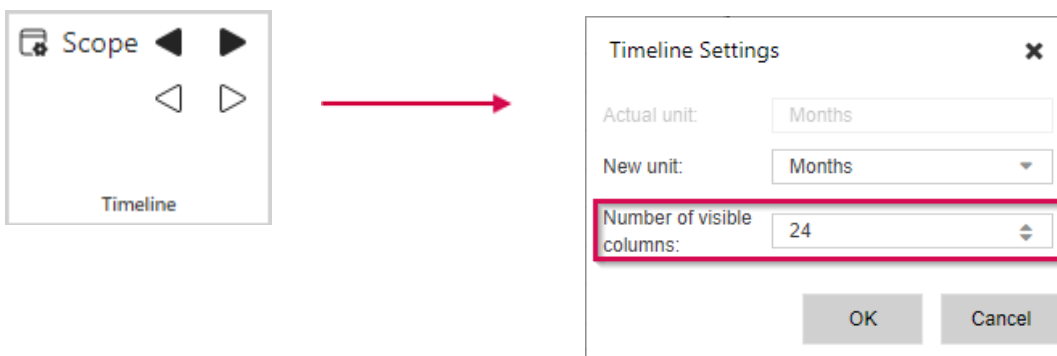 Scope
Timeline
Timeline Settings
Actual unit: Months
New unit: Months
Number of visible
columns: 24
OK Cancel